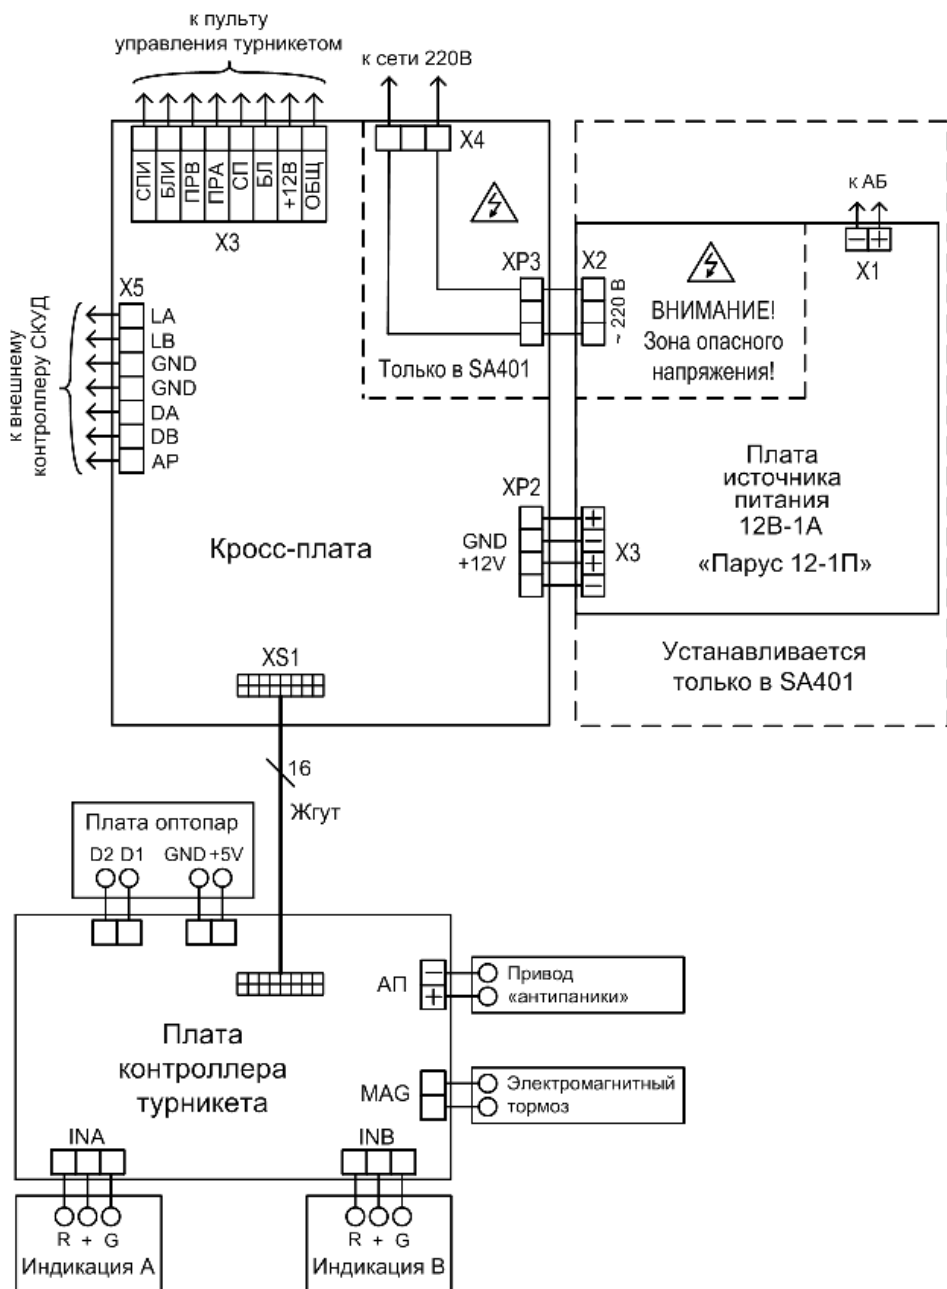 к пульту
управления турникетом
к сети 220В
X4
СПИ
БЛИ
ПРВ
ПРА
СП
БЛ
+12В
ОБЩ
X3
к АБ
− +
X1
XP3
X2
~ 220 В
ВНИМАНИЕ!
Зона опасного
напряжения!
Только в SA401
X5
LA
LB
GND
GND
DA
DB
AP
к внешнему
контроллеру СКУД
Кросс-плата
XP2
GND
+12V
+
−
+
−
X3
Плата
источника
питания
12В-1А
«Парус 12-1П»
Устанавливается
только в SA401
XS1
16
Жгут
Плата оптопар
D2 D1 GND +5V
Плата
контроллера
турникета
АП
−
+
Привод
«антипаники»
MAG
Электромагнитный
тормоз
INA
INB
R + G
Индикация А
R + G
Индикация В